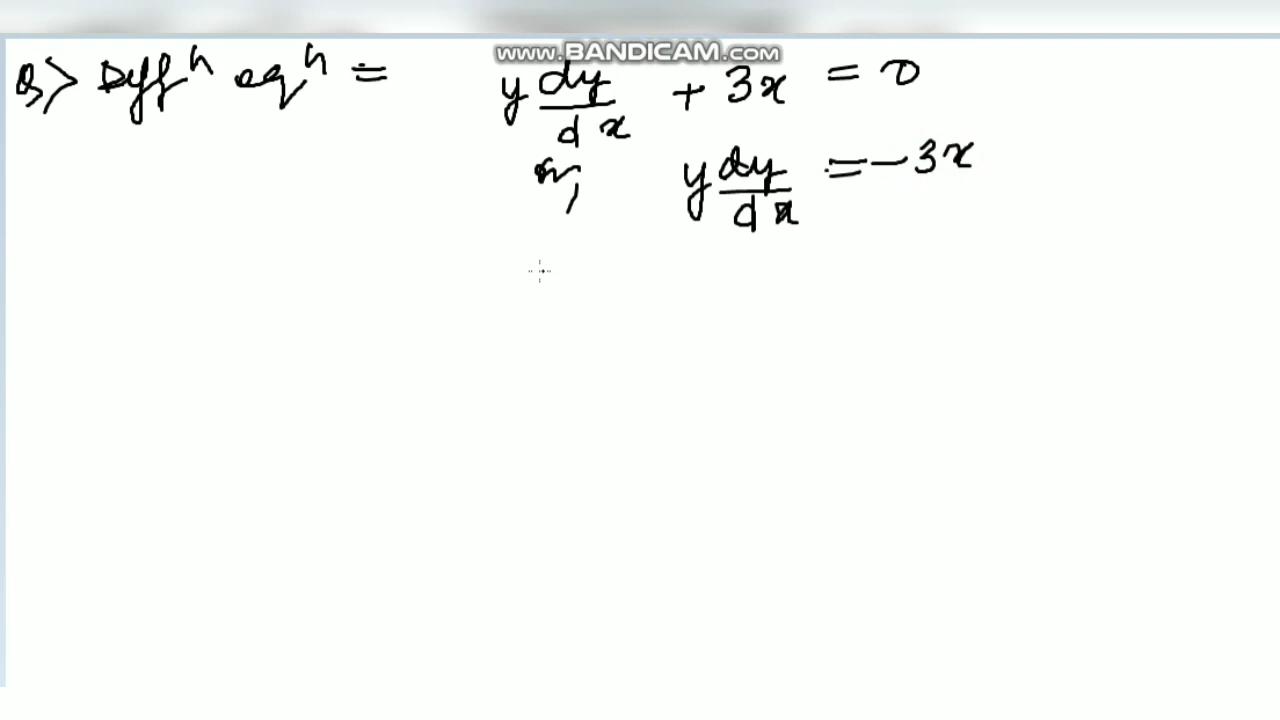 www.BANDICAM.com
Q> Diffⁿ eqⁿ = y dy/dx + 3x = 0
or, y dy/dx = -3x